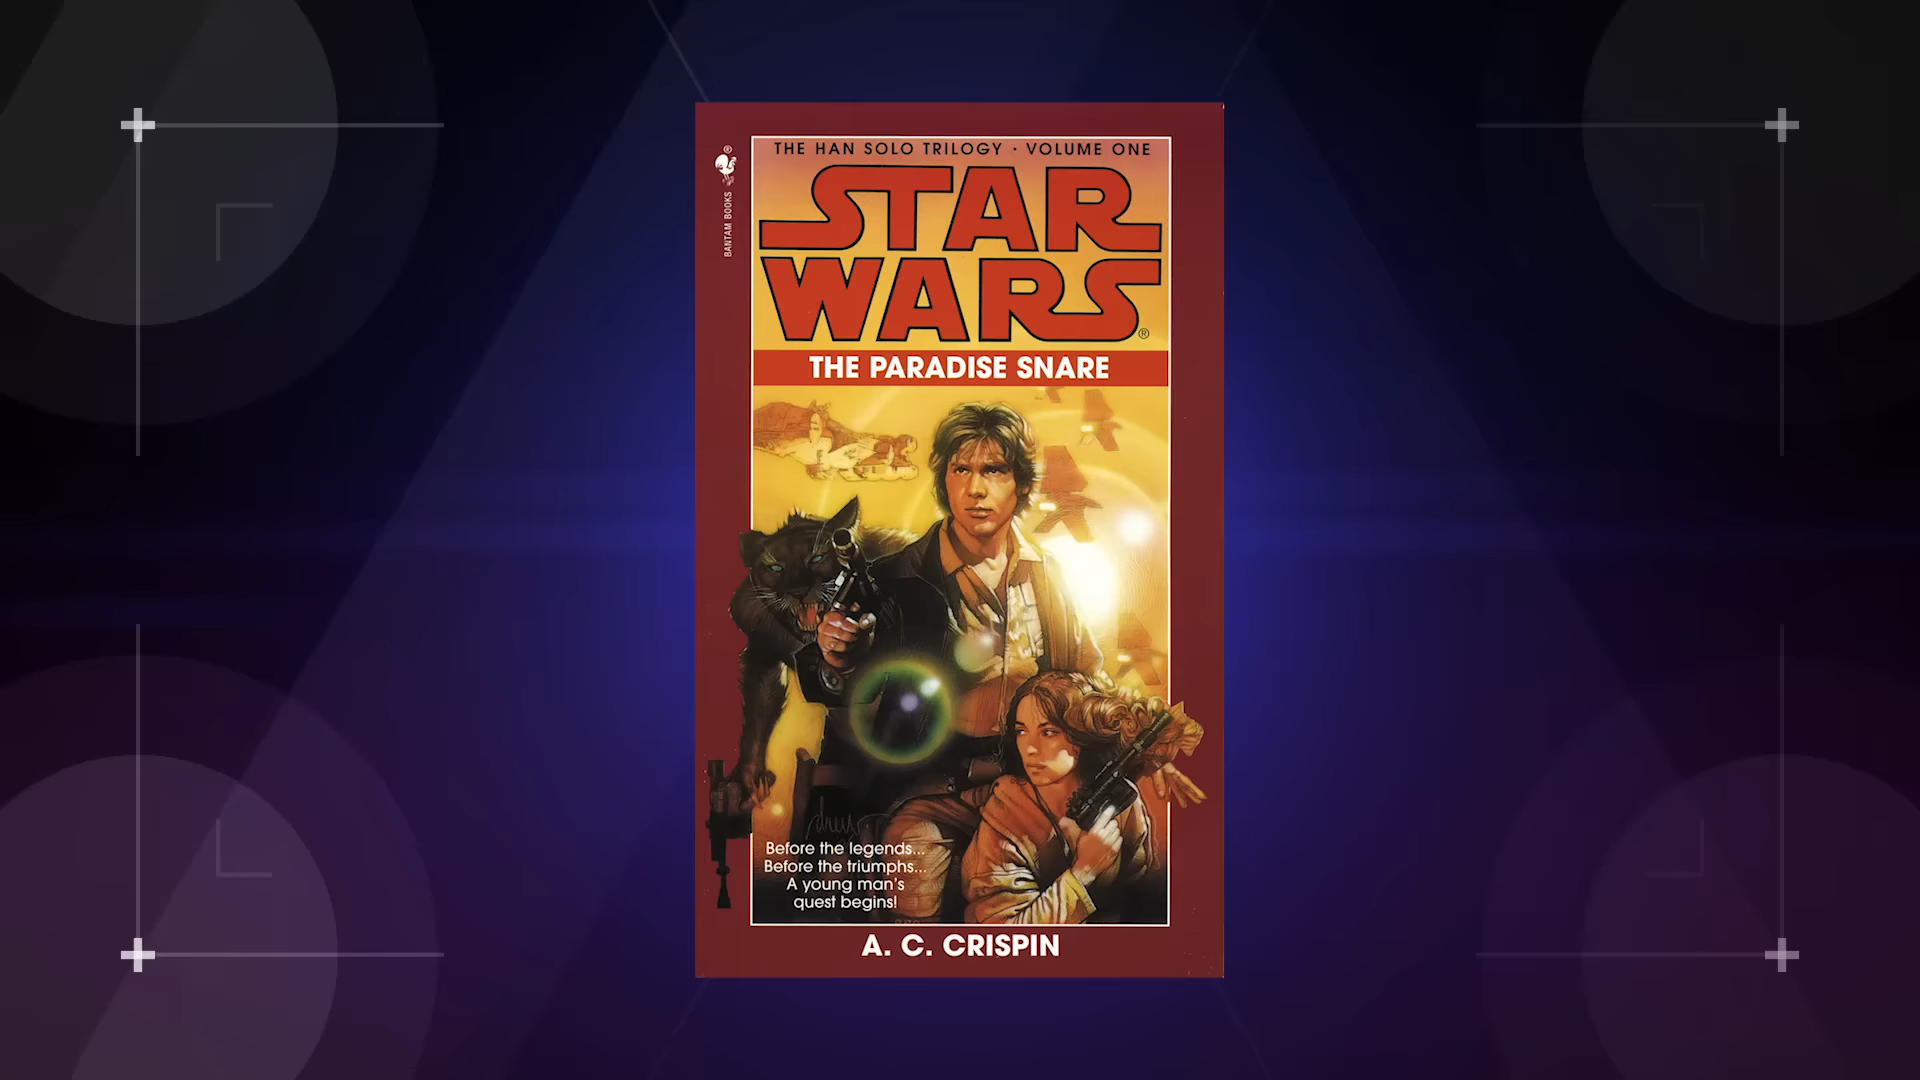 THE HAN SOLO TRILOGY · VOLUME ONE
BANTAM BOOKS
STAR
WARS®
THE PARADISE SNARE
drew
Before the legends...
Before the triumphs...
A young man's
quest begins!
A. C. CRISPIN